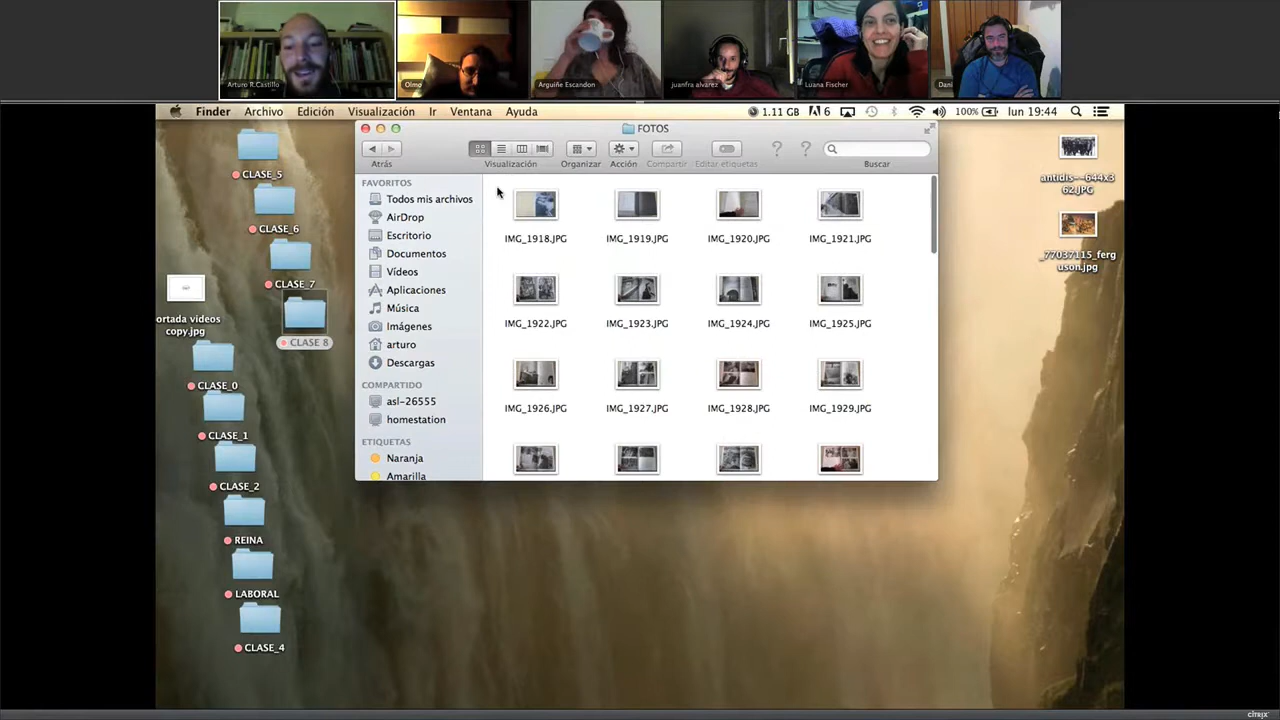 Arturo R.Castillo
Olmo
Arguiñe Escandon
juanfra alvarez
Luana Fischer
Dani
Finder Archivo Edición Visualización Ir Ventana Ayuda
1.11 GB
6
100%
lun 19:44
FOTOS
Atrás
Visualización
Organizar
Acción
Compartir
Editar etiquetas
Buscar
FAVORITOS
Todos mis archivos
AirDrop
Escritorio
Documentos
Vídeos
Aplicaciones
Música
Imágenes
arturo
Descargas
COMPARTIDO
asl-26555
homestation
ETIQUETAS
Naranja
Amarilla
IMG_1918.JPG
IMG_1919.JPG
IMG_1920.JPG
IMG_1921.JPG
IMG_1922.JPG
IMG_1923.JPG
IMG_1924.JPG
IMG_1925.JPG
IMG_1926.JPG
IMG_1927.JPG
IMG_1928.JPG
IMG_1929.JPG
CLASE_5
CLASE_6
CLASE_7
CLASE 8
ortada videos
copy.jpg
CLASE_0
CLASE_1
CLASE_2
REINA
LABORAL
CLASE_4
antidis--644x3
62.JPG
_77037115_ferg
uson.jpg
CITRIX